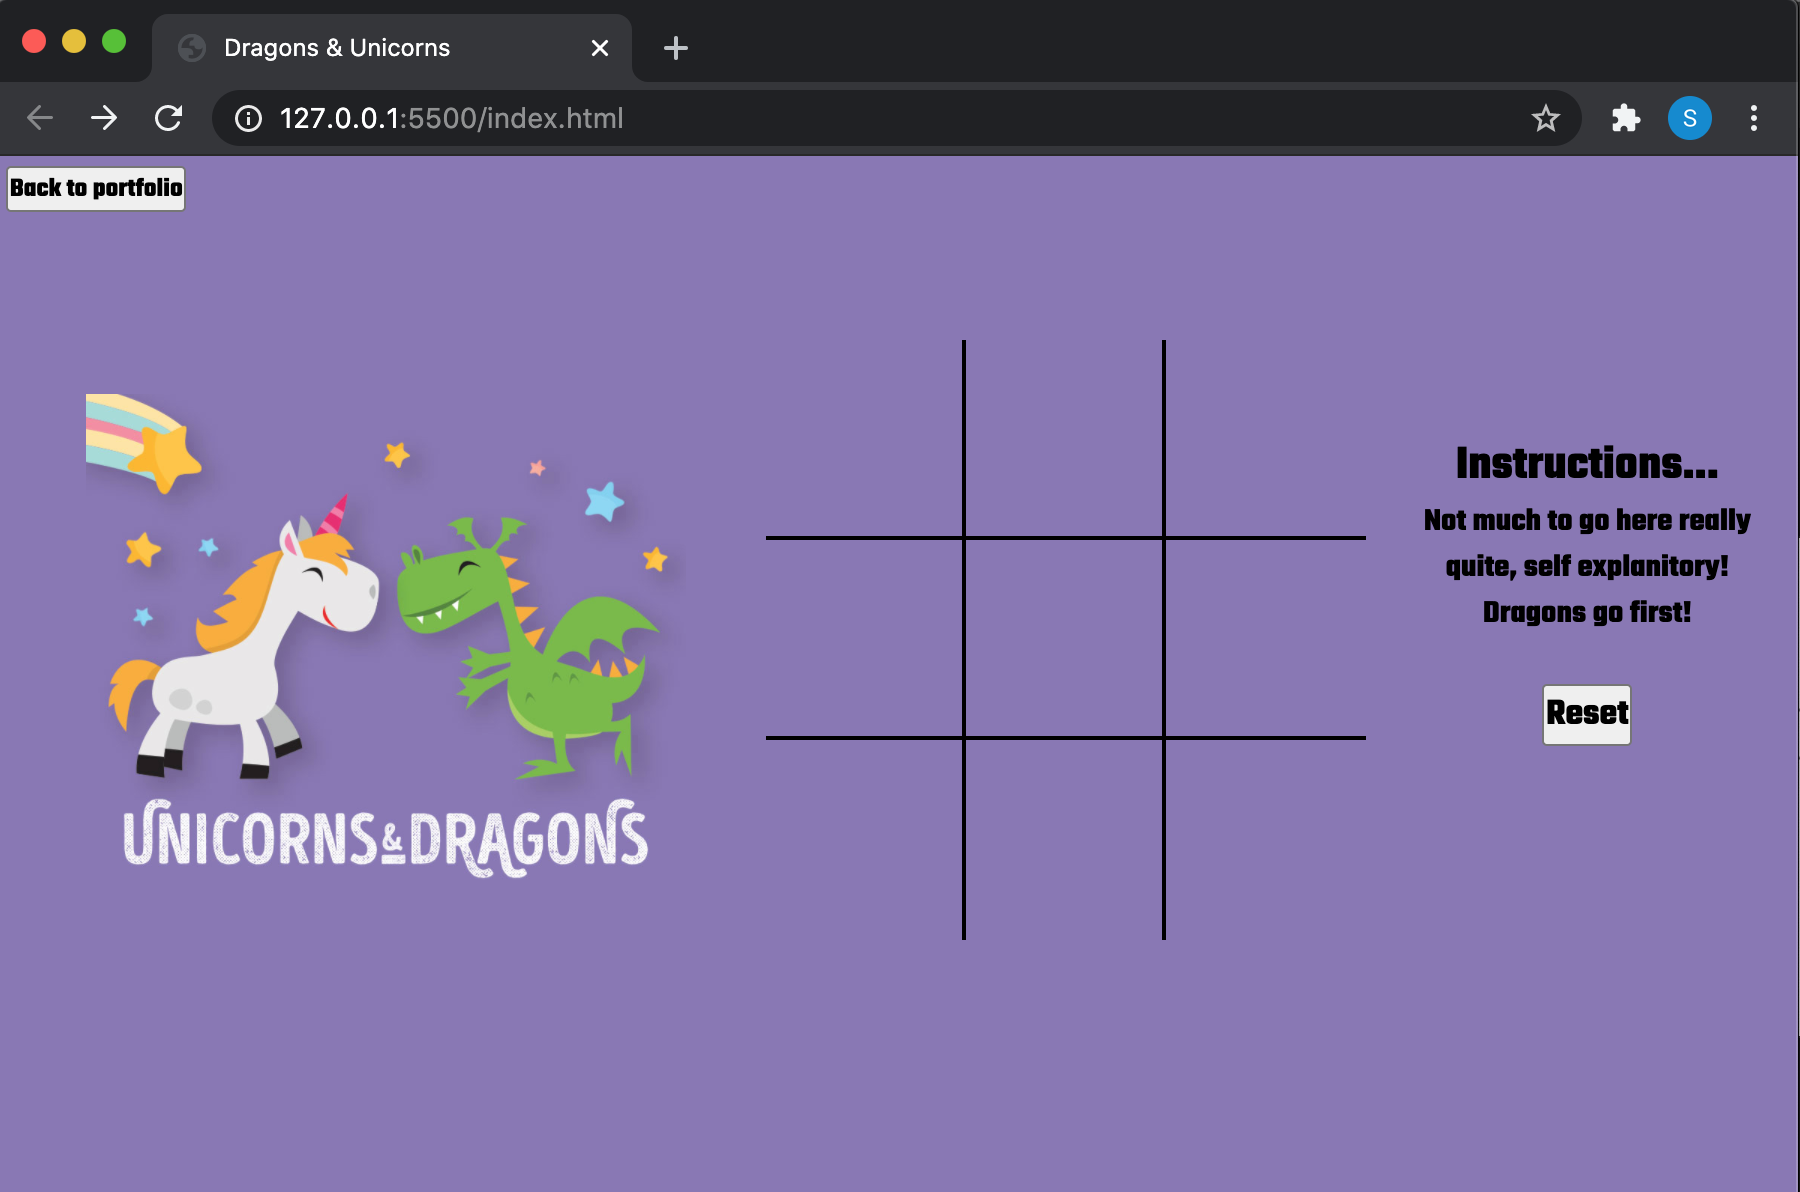 Dragons & Unicorns
127.0.0.1:5500/index.html
S
Back to portfolio
UNICORNS & DRAGONS
Instructions...
Not much to go here really
quite, self explanitory!
Dragons go first!
Reset